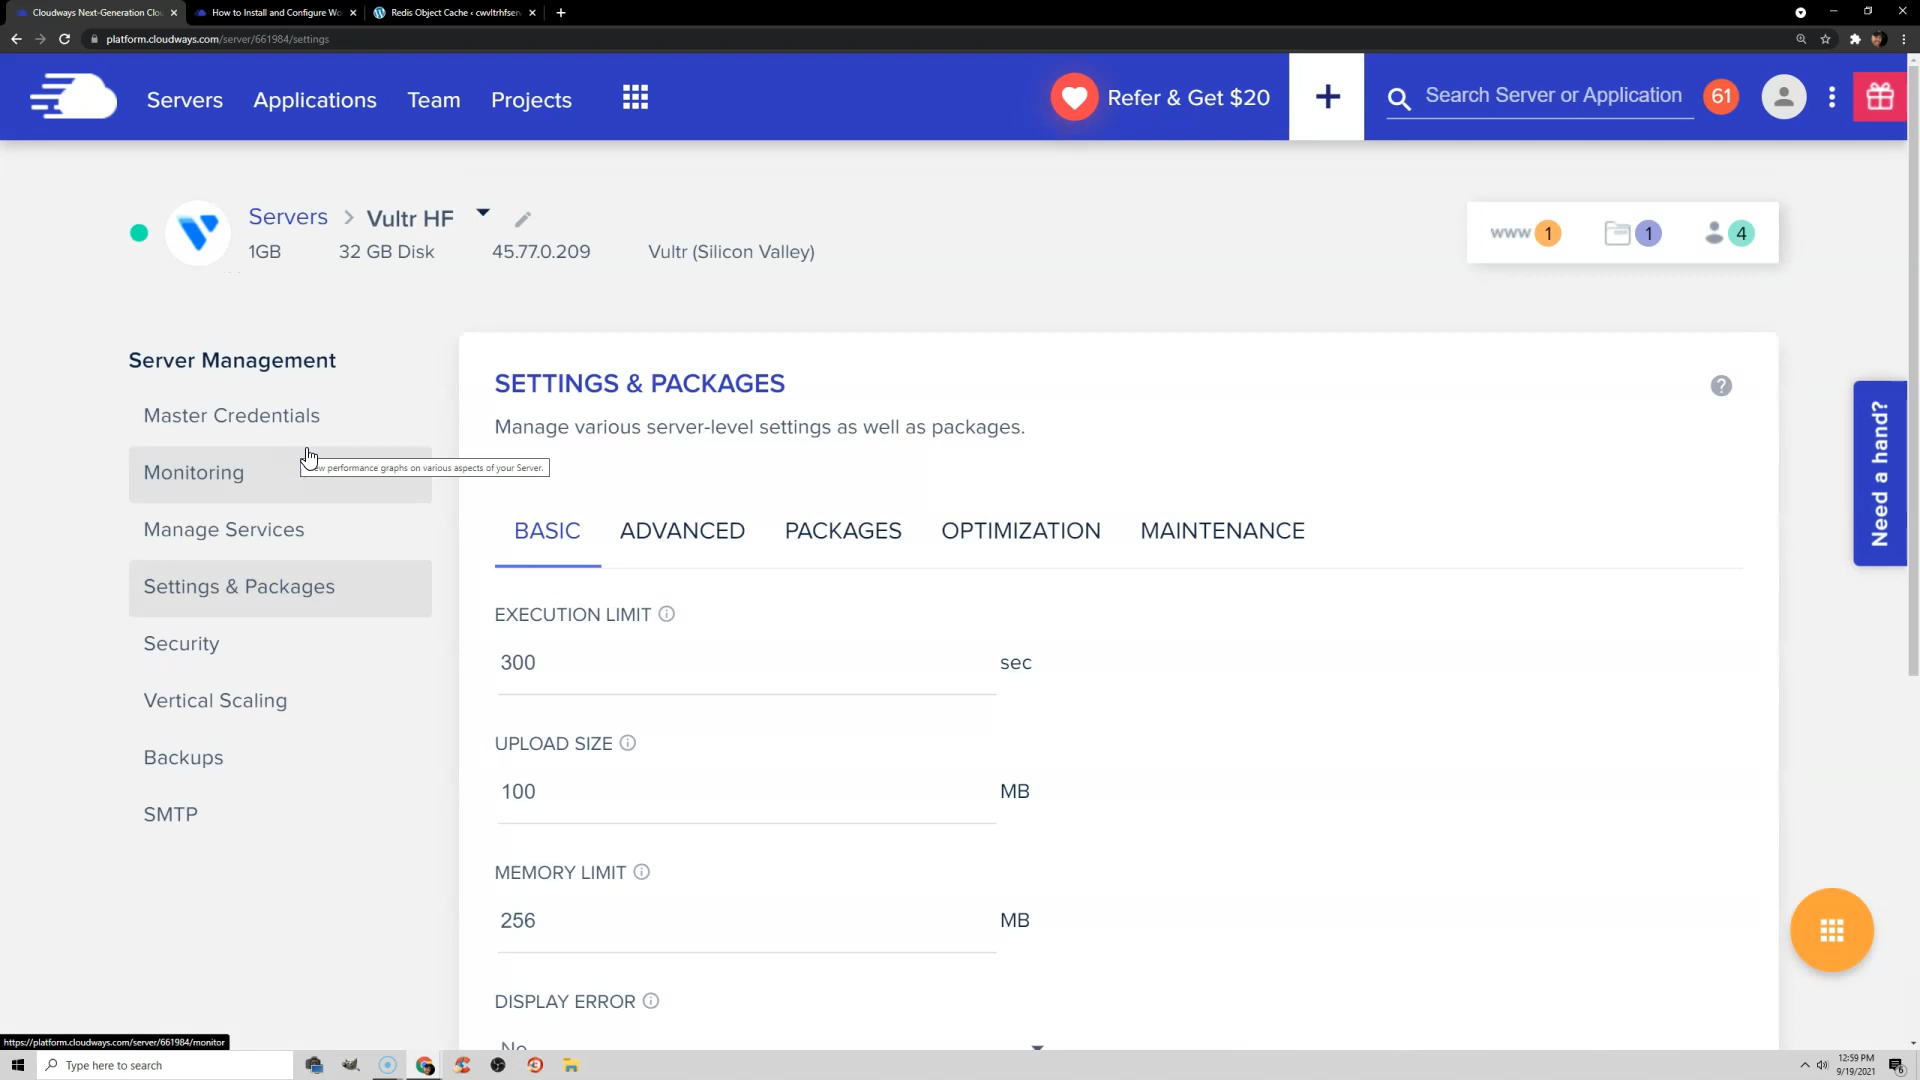 Cloudways Next-Generation Clou
How to Install and Configure Wo
Redis Object Cache ‹ cwvltrhfser
platform.cloudways.com/server/661984/settings
Servers
Applications
Team
Projects
Refer & Get $20
+
Search Server or Application
61
Servers > Vultr HF
1GB
32 GB Disk
45.77.0.209
Vultr (Silicon Valley)
www 1
1
4
Server Management
Master Credentials
Monitoring
performance graphs on various aspects of your Server.
Manage Services
Settings & Packages
Security
Vertical Scaling
Backups
SMTP
SETTINGS & PACKAGES
Manage various server-level settings as well as packages.
BASIC
ADVANCED
PACKAGES
OPTIMIZATION
MAINTENANCE
EXECUTION LIMIT
300 sec
UPLOAD SIZE
100 MB
MEMORY LIMIT
256 MB
DISPLAY ERROR
No
Need a hand?
https://platform.cloudways.com/server/661984/monitor
Type here to search
12:59 PM
9/19/2021
6